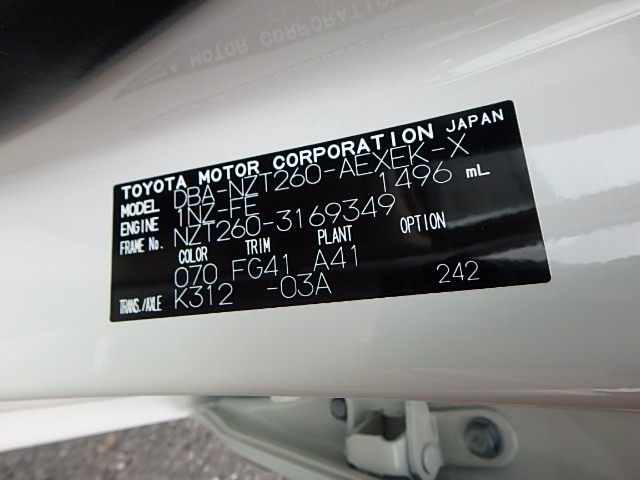 TOYOTA MOTOR CORPORATION JAPAN
MODEL DBA-NZT260-AEXEK-X
ENGINE 1NZ-FE 1496 mL
FRAME No. NZT260-3169349
COLOR TRIM PLANT OPTION
070 FG41 A41
TRANS./AXLE K312 -03A 242